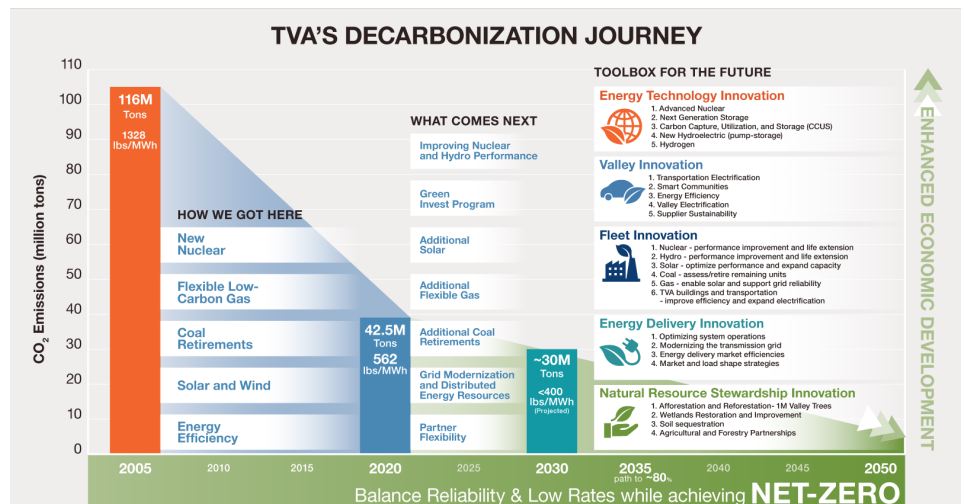 TVA'S DECARBONIZATION JOURNEY
CO2 Emissions (million tons)
110
100
90
80
70
60
50
40
30
20
10
0
116M
Tons
1328
lbs/MWh
HOW WE GOT HERE
New
Nuclear
Flexible Low-
Carbon Gas
Coal
Retirements
Solar and Wind
Energy
Efficiency
42.5M
Tons
562
lbs/MWh
WHAT COMES NEXT
Improving Nuclear
and Hydro Performance
Green
Invest Program
Additional
Solar
Additional
Flexible Gas
Additional Coal
Retirements
Grid Modernization
and Distributed
Energy Resources
Partner
Flexibility
~30M
Tons
<400
lbs/MWh
(Projected)
TOOLBOX FOR THE FUTURE
Energy Technology Innovation
1. Advanced Nuclear
2. Next Generation Storage
3. Carbon Capture, Utilization, and Storage (CCUS)
4. New Hydroelectric (pump-storage)
5. Hydrogen
Valley Innovation
1. Transportation Electrification
2. Smart Communities
3. Energy Efficiency
4. Valley Electrification
5. Supplier Sustainability
Fleet Innovation
1. Nuclear - performance improvement and life extension
2. Hydro - performance improvement and life extension
3. Solar - optimize performance and expand capacity
4. Coal - assess/retire remaining units
5. Gas - enable solar and support grid reliability
6. TVA buildings and transportation
- improve efficiency and expand electrification
Energy Delivery Innovation
1. Optimizing system operations
2. Modernizing the transmission grid
3. Energy delivery market efficiencies
4. Market and load shape strategies
Natural Resource Stewardship Innovation
1. Afforestation and Reforestation- 1M Valley Trees
2. Wetlands Restoration and Improvement
3. Soil sequestration
4. Agricultural and Forestry Partnerships
ENHANCED ECONOMIC DEVELOPMENT
2005
2010
2015
2020
2025
2030
2035
path to ~80%
2040
2045
2050
Balance Reliability & Low Rates while achieving NET-ZERO